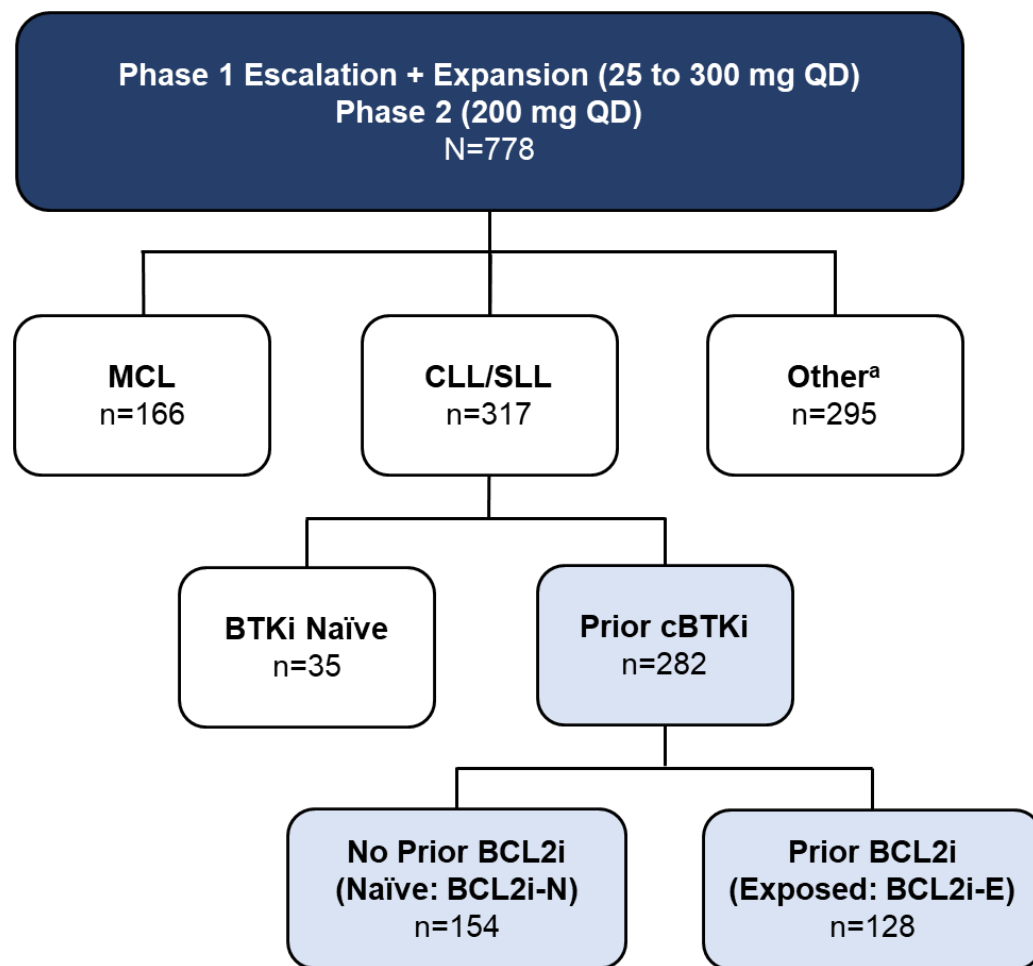 Phase 1 Escalation + Expansion (25 to 300 mg QD)
Phase 2 (200 mg QD)
N=778
MCL
n=166
CLL/SLL
n=317
Otherᵃ
n=295
BTKi Naïve
n=35
Prior cBTKi
n=282
No Prior BCL2i
(Naïve: BCL2i-N)
n=154
Prior BCL2i
(Exposed: BCL2i-E)
n=128